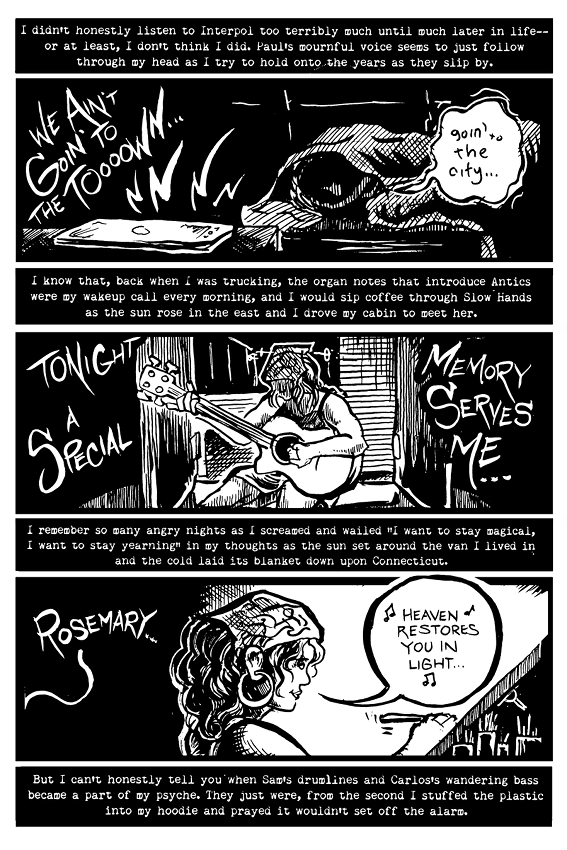 I didn't honestly listen to Interpol too terribly much until much later in life--
or at least, I don't think I did. Paul's mournful voice seems to just follow
through my head as I try to hold onto the years as they slip by.
WE AIN'T
GOIN' TO
THE TOOOOWN...
goin' to
the
city...
I know that, back when I was trucking, the organ notes that introduce Antics
were my wakeup call every morning, and I would sip coffee through Slow Hands
as the sun rose in the east and I drove my cabin to meet her.
TONIGHT
A
SPECIAL
MEMORY
SERVES
ME...
I remember so many angry nights as I screamed and wailed "I want to stay magical,
I want to stay yearning" in my thoughts as the sun set around the van I lived in
and the cold laid its blanket down upon Connecticut.
ROSEMARY...
HEAVEN
RESTORES
YOU IN
LIGHT...
But I can't honestly tell you when Sam's drumlines and Carlos's wandering bass
became a part of my psyche. They just were, from the second I stuffed the plastic
into my hoodie and prayed it wouldn't set off the alarm.